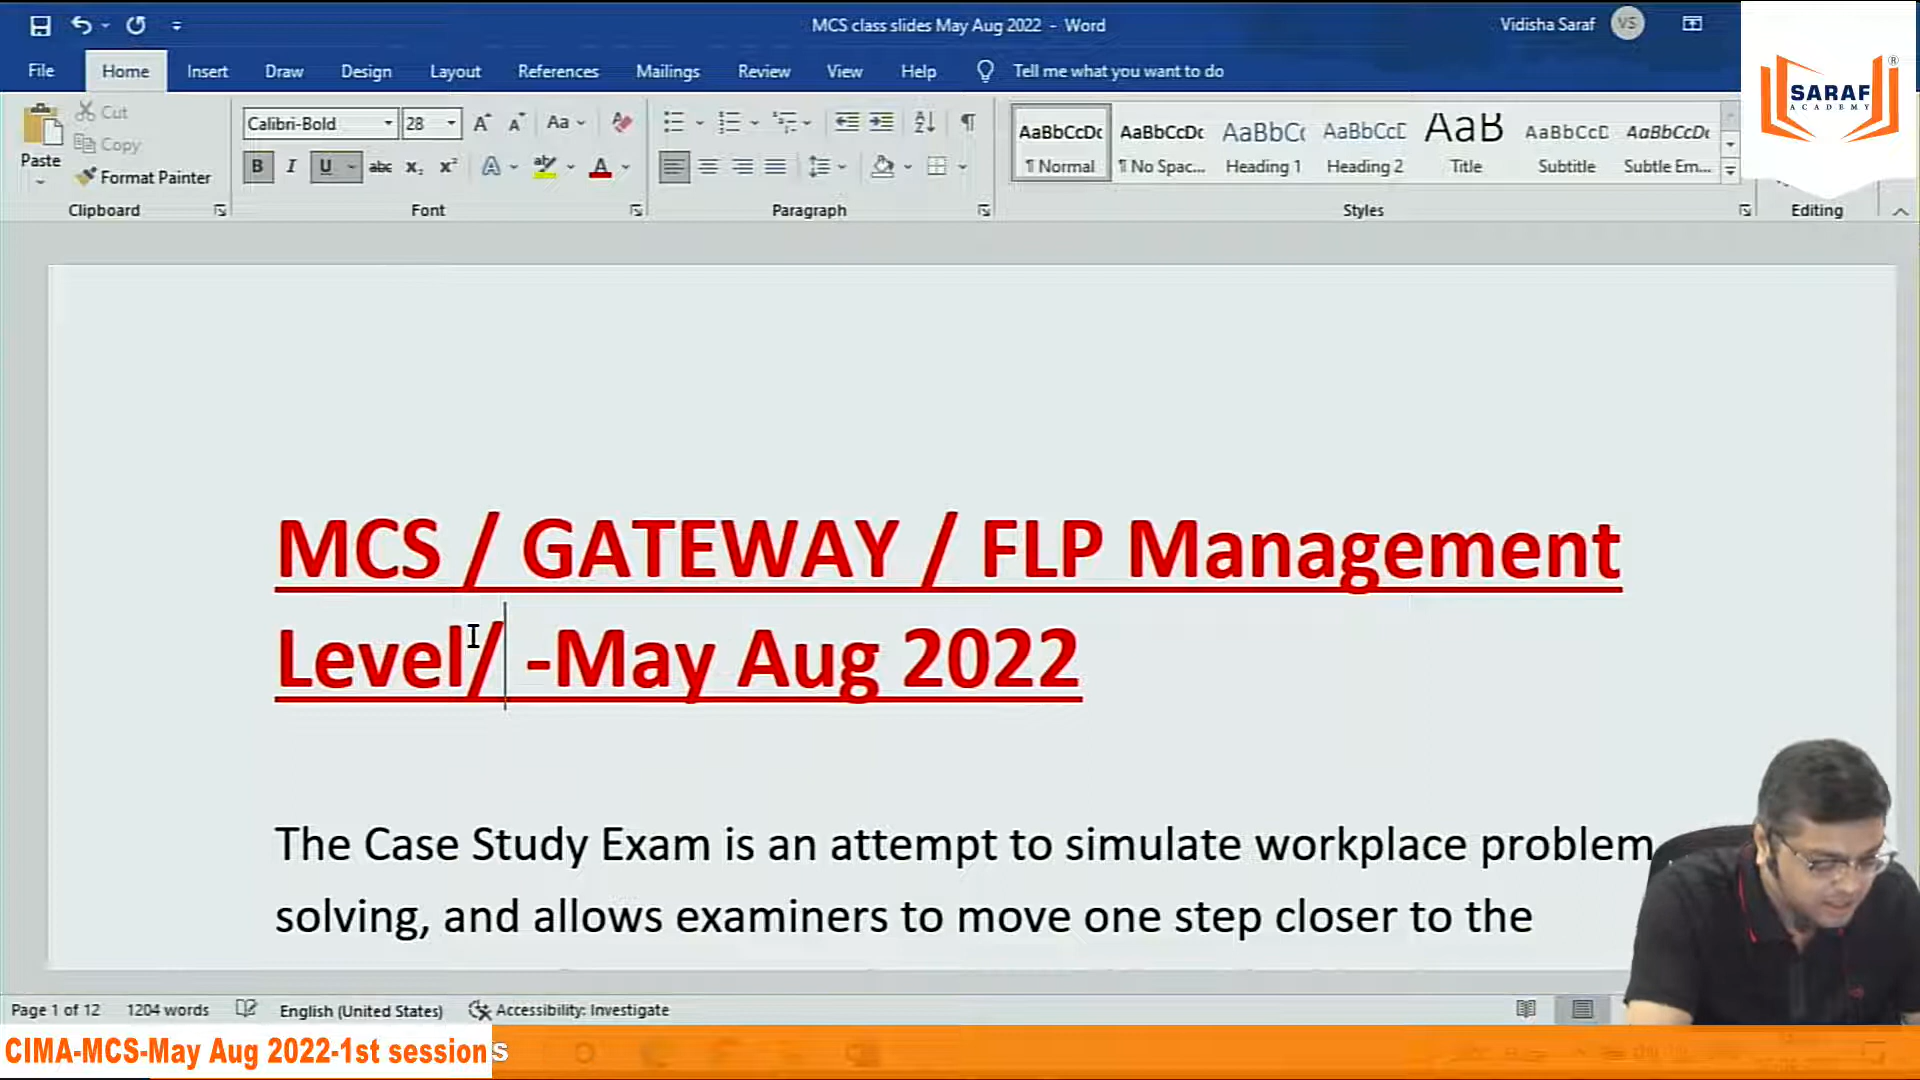 MCS class slides May Aug 2022 - Word
Vidisha Saraf
VS
SARAF
ACADEMY
®
File
Home
Insert
Draw
Design
Layout
References
Mailings
Review
View
Help
Tell me what you want to do
Paste
Cut
Copy
Format Painter
Clipboard
Calibri-Bold
28
Font
Paragraph
AaBbCcDc
¶ Normal
AaBbCcDc
¶ No Spac...
AaBbCc
Heading 1
AaBbCcD
Heading 2
AaB
Title
AaBbCcD
Subtitle
AaBbCcDc
Subtle Em...
Styles
Editing
MCS / GATEWAY / FLP Management
Level/ -May Aug 2022
The Case Study Exam is an attempt to simulate workplace problem
solving, and allows examiners to move one step closer to the
Page 1 of 12
1204 words
English (United States)
Accessibility: Investigate
CIMA-MCS-May Aug 2022-1st session